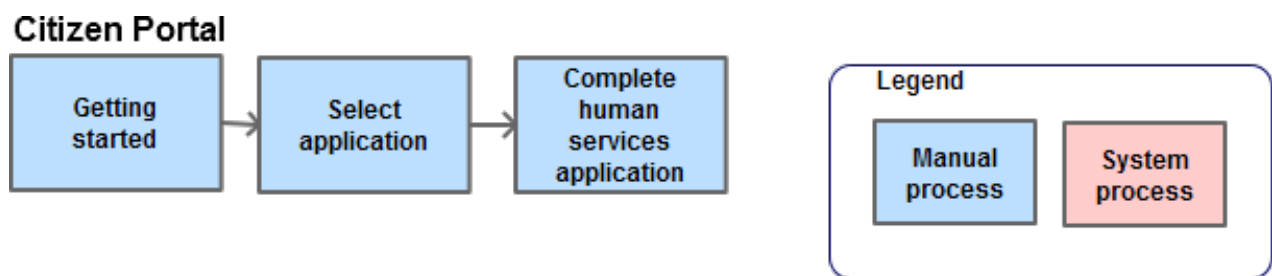 Citizen Portal
Getting
started
Select
application
Complete
human
services
application
Legend
Manual
process
System
process